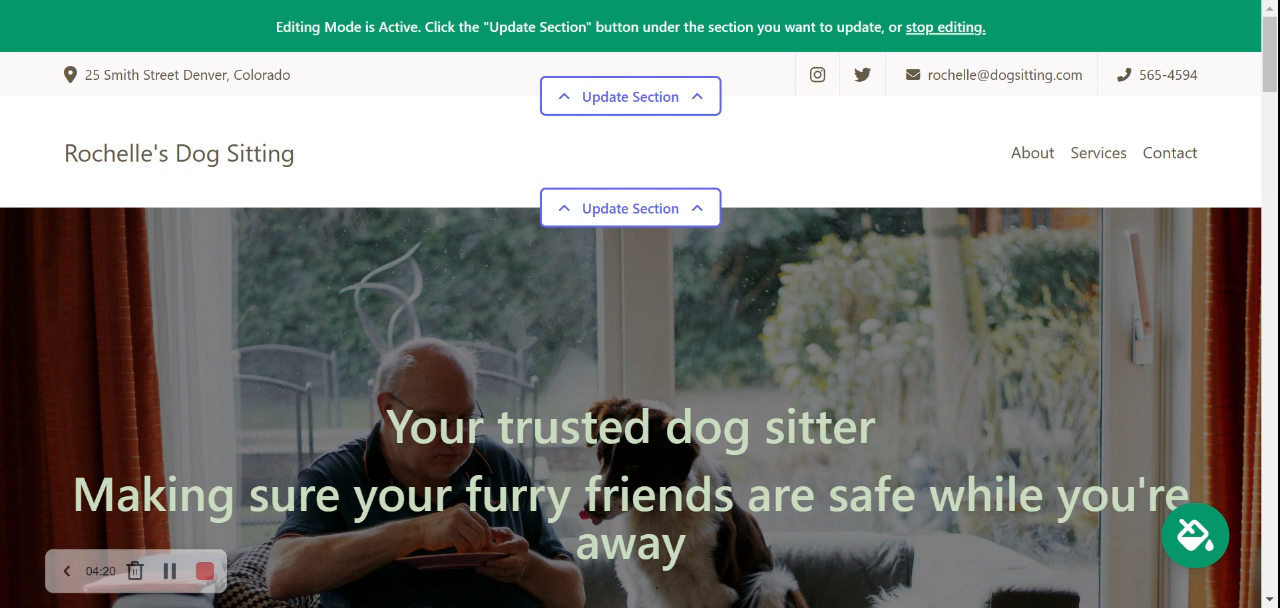 Editing Mode is Active. Click the "Update Section" button under the section you want to update, or stop editing.
25 Smith Street Denver, Colorado
rochelle@dogsitting.com
565-4594
Update Section
Rochelle's Dog Sitting
About Services Contact
Update Section
Your trusted dog sitter
Making sure your furry friends are safe while you're
away
04:20